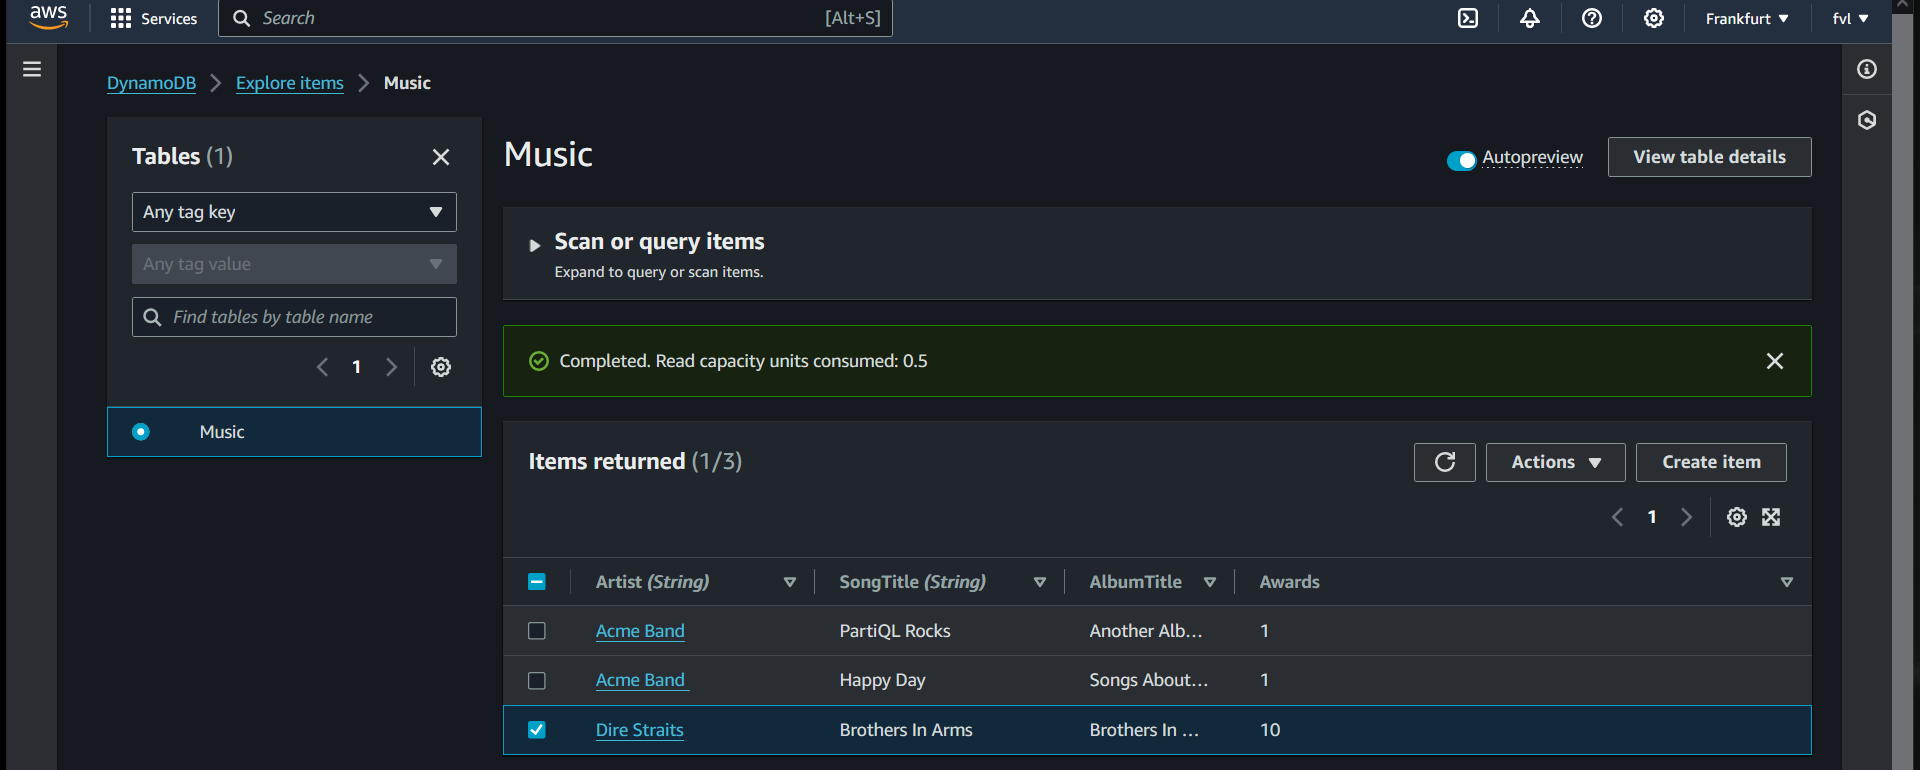 aws
Services
Search
[Alt+S]
Frankfurt
fvl
DynamoDB
Explore items
Music
Tables (1)
Any tag key
Any tag value
Find tables by table name
1
Music
Music
Autopreview
View table details
Scan or query items
Expand to query or scan items.
Completed. Read capacity units consumed: 0.5
Items returned (1/3)
Actions
Create item
1
Artist (String) SongTitle (String) AlbumTitle Awards
Acme Band PartiQL Rocks Another Alb... 1
Acme Band Happy Day Songs About... 1
Dire Straits Brothers In Arms Brothers In ... 10